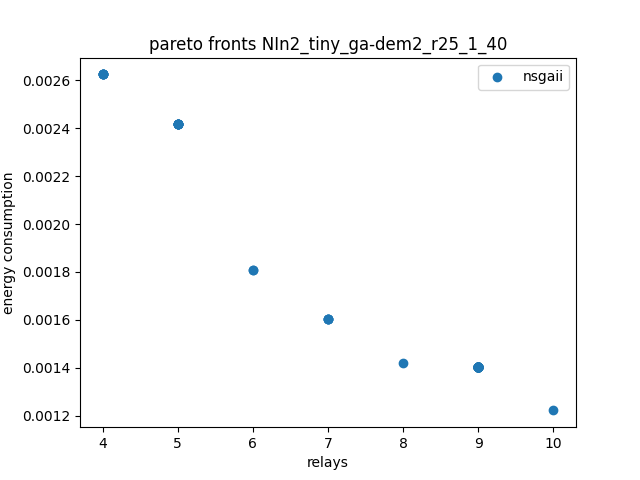 pareto fronts NIn2_tiny_ga-dem2_r25_1_40
nsgaii
0.0026
0.0024
0.0022
0.0020
0.0018
0.0016
0.0014
0.0012
energy consumption
4 5 6 7 8 9 10
relays